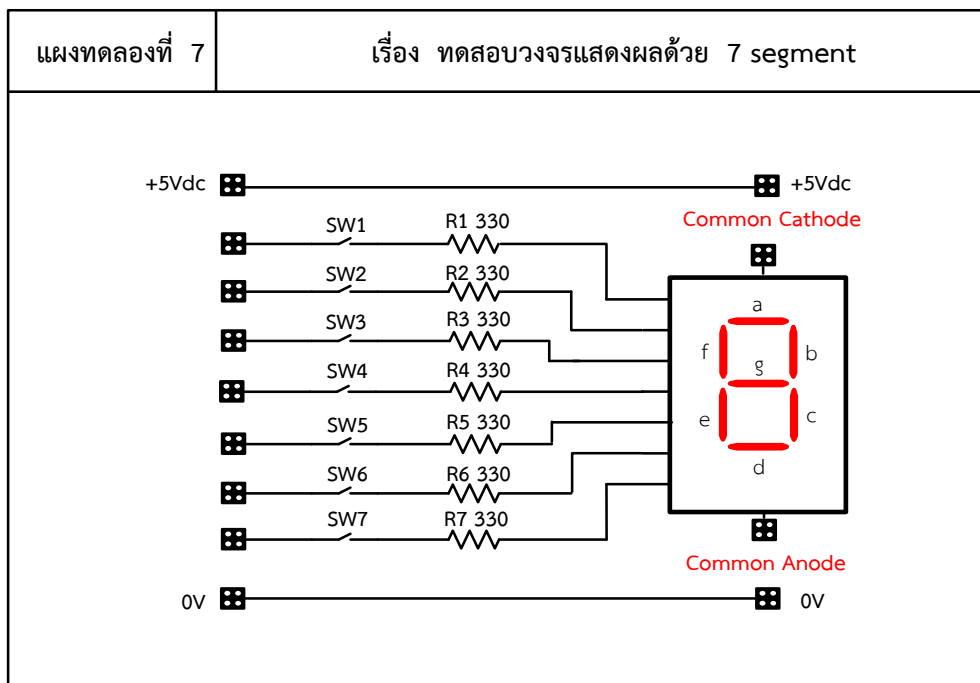 แผงทดลองที่ 7
เรื่อง ทดสอบวงจรแสดงผลด้วย 7 segment
+5Vdc
+5Vdc
Common Cathode
SW1 R1 330
SW2 R2 330
SW3 R3 330
SW4 R4 330
SW5 R5 330
SW6 R6 330
SW7 R7 330
a
f b
g
e c
d
Common Anode
0V
0V